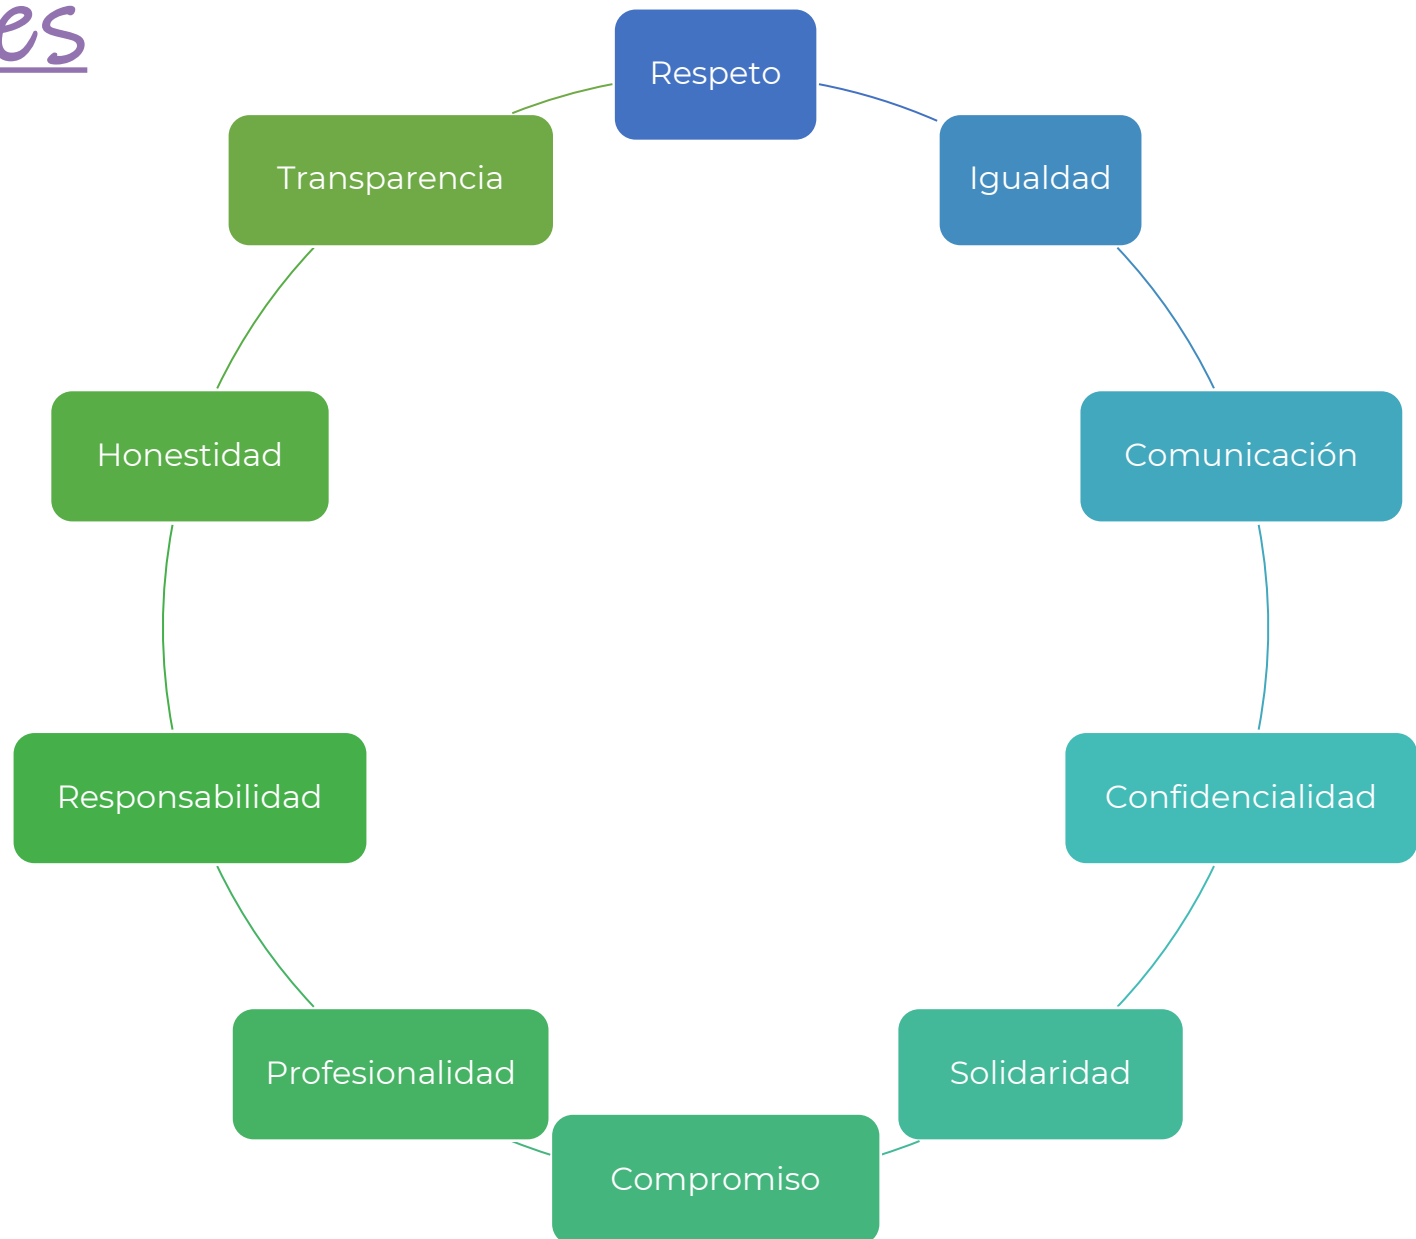 es
Respeto
Igualdad
Comunicación
Confidencialidad
Solidaridad
Compromiso
Profesionalidad
Responsabilidad
Honestidad
Transparencia